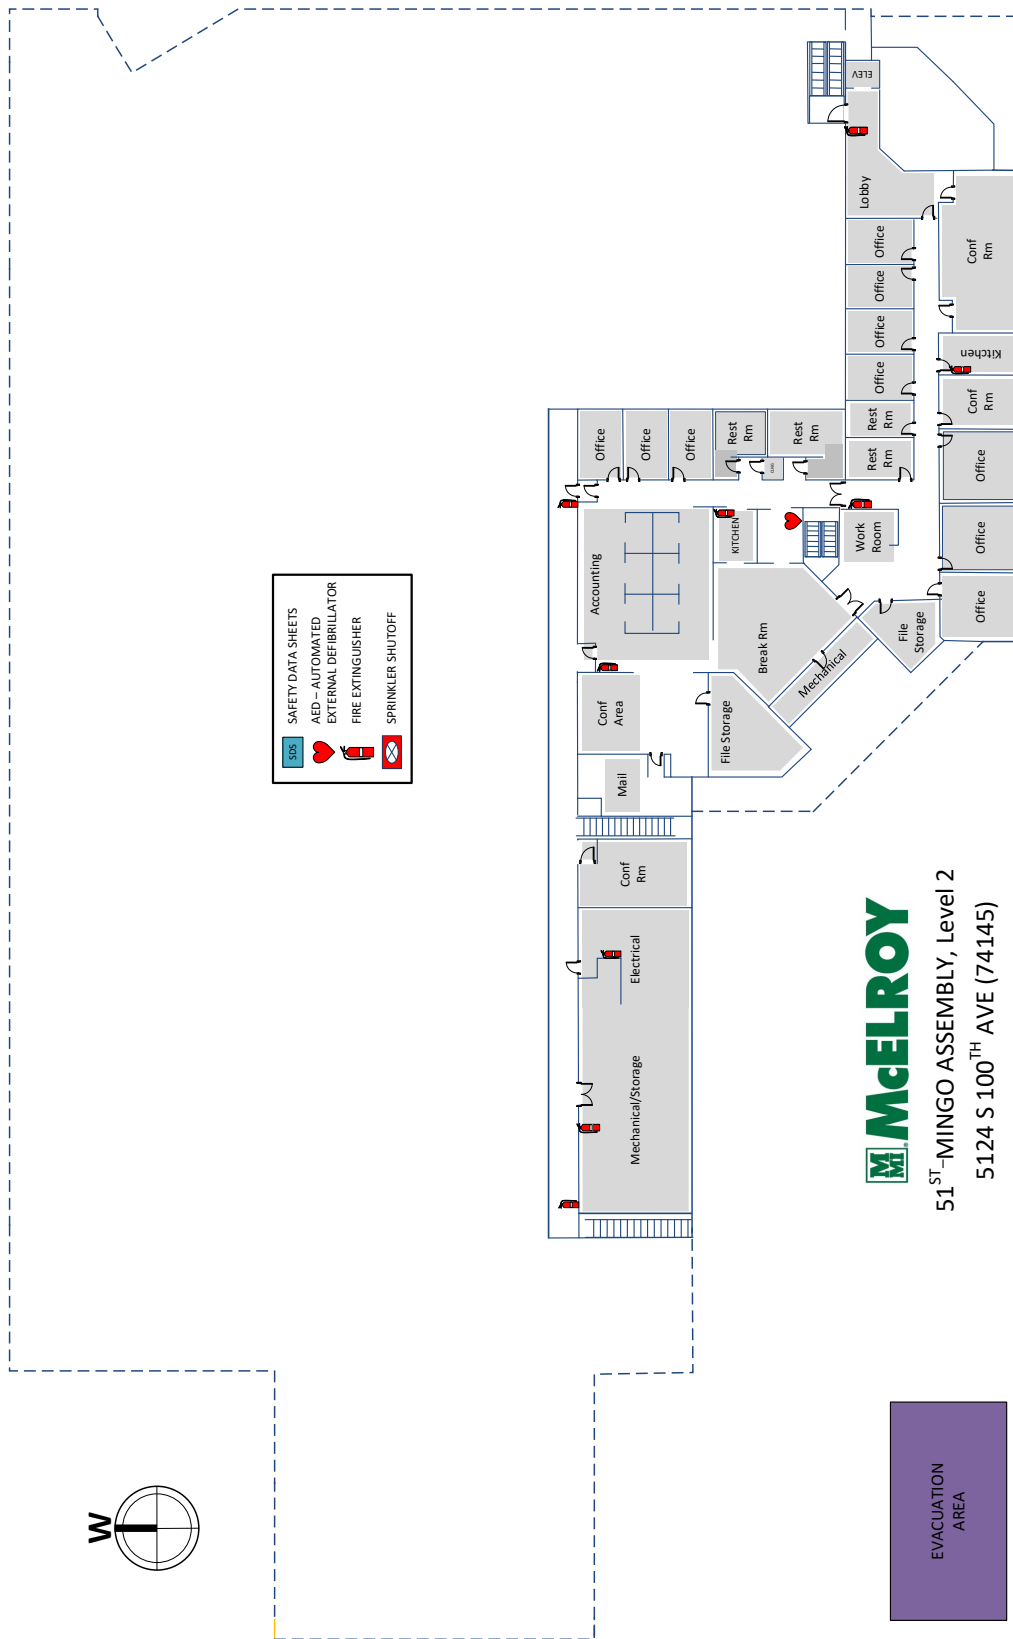 W
SDS
SAFETY DATA SHEETS
AED – AUTOMATED
EXTERNAL DEFIBRILLATOR
FIRE EXTINGUISHER
SPRINKLER SHUTOFF
ELEV
Lobby
Office
Office
Office
Office
Rest
Rm
Rest
Rm
Conf
Rm
Kitchen
Conf
Rm
Office
Office
Office
Office
Office
Office
Rest
Rm
Rest
Rm
KITCHEN
Work
Room
Accounting
Break Rm
File
Storage
Mechanical
File Storage
Conf
Area
Mail
Conf
Rm
Electrical
Mechanical/Storage
MMI
McELROY
51ST–MINGO ASSEMBLY, Level 2
5124 S 100TH AVE (74145)
EVACUATION
AREA